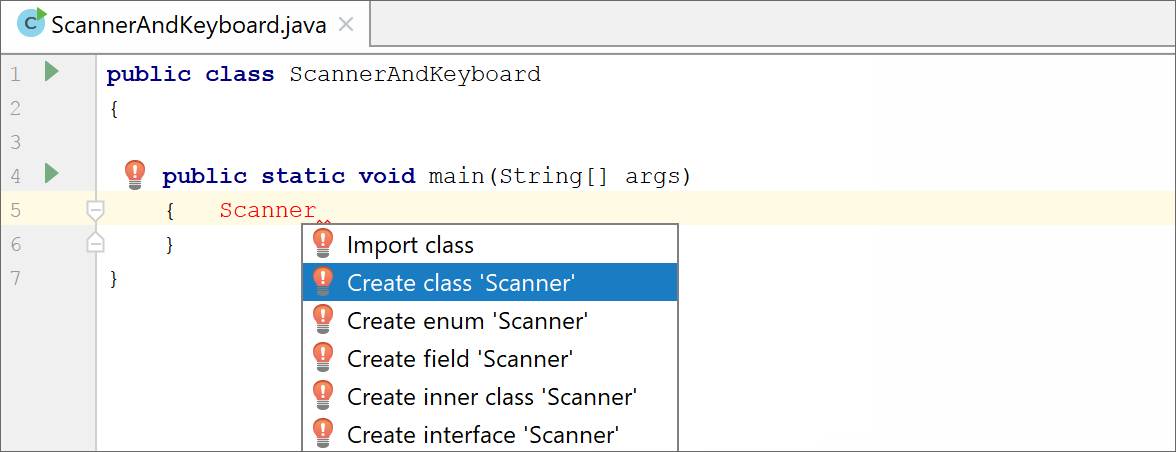 ScannerAndKeyboard.java
1 public class ScannerAndKeyboard
2 {
3
4 public static void main(String[] args)
5 { Scanner
6 }
7 }
Import class
Create class 'Scanner'
Create enum 'Scanner'
Create field 'Scanner'
Create inner class 'Scanner'
Create interface 'Scanner'